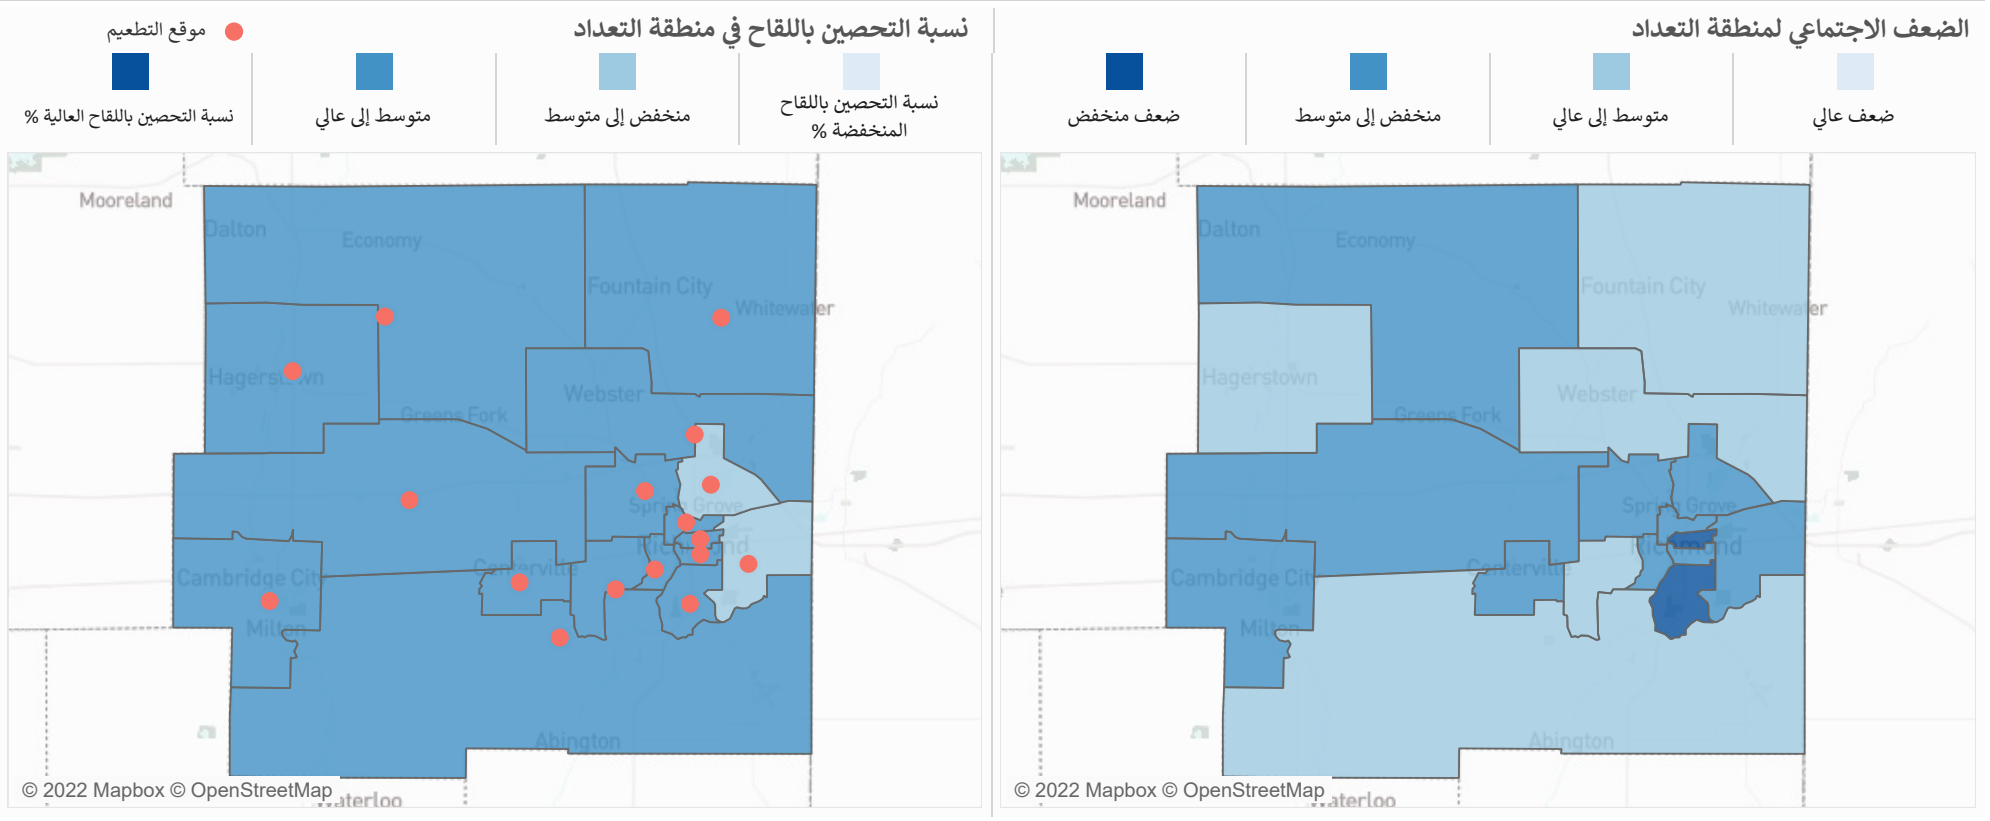 الضعف الاجتماعي لمنطقة التعداد
ضعف عالي
متوسط إلى عالي
منخفض إلى متوسط
ضعف منخفض
Mooreland
Dalton
Economy
Fountain City
Whitewater
Hagerstown
Webster
Greens Fork
Spring Grove
Richmond
Centerville
Cambridge City
Milton
Abington
© 2022 Mapbox © OpenStreetMap
نسبة التحصين باللقاح في منطقة التعداد
موقع التطعيم
نسبة التحصين باللقاح
المنخفضة %
منخفض إلى متوسط
متوسط إلى عالي
نسبة التحصين باللقاح العالية %
Mooreland
Dalton
Economy
Fountain City
Whitewater
Hagerstown
Webster
Greens Fork
Spring Grove
Richmond
Centerville
Cambridge City
Milton
Abington
© 2022 Mapbox © OpenStreetMap